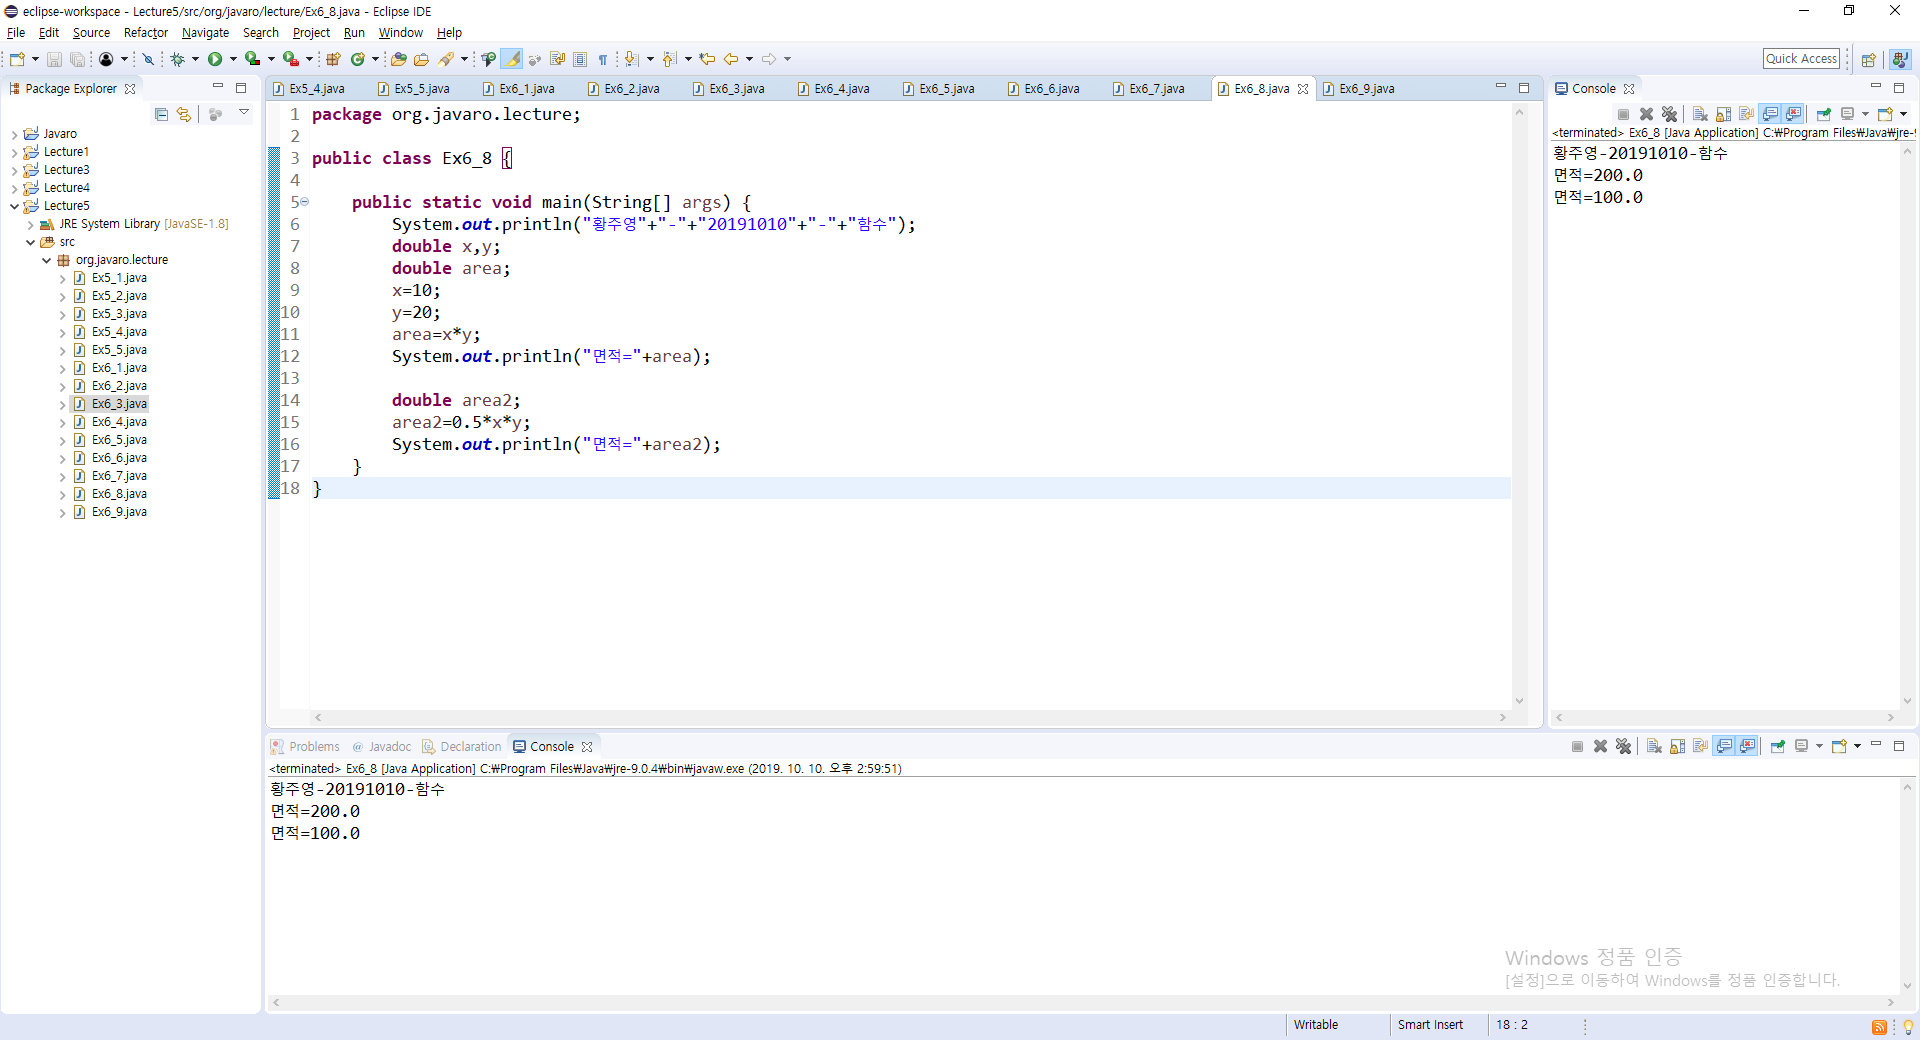 eclipse-workspace - Lecture5/src/org/javaro/lecture/Ex6_8.java - Eclipse IDE
File Edit Source Refactor Navigate Search Project Run Window Help
Quick Access
Package Explorer
Javaro
Lecture1
Lecture3
Lecture4
Lecture5
JRE System Library [JavaSE-1.8]
src
org.javaro.lecture
Ex5_1.java
Ex5_2.java
Ex5_3.java
Ex5_4.java
Ex5_5.java
Ex6_1.java
Ex6_2.java
Ex6_3.java
Ex6_4.java
Ex6_5.java
Ex6_6.java
Ex6_7.java
Ex6_8.java
Ex6_9.java
Ex5_4.java Ex5_5.java Ex6_1.java Ex6_2.java Ex6_3.java Ex6_4.java Ex6_5.java Ex6_6.java Ex6_7.java Ex6_8.java Ex6_9.java
1 package org.javaro.lecture;
2
3 public class Ex6_8 {
4
5 public static void main(String[] args) {
6 System.out.println("황주영"+"-"+"20191010"+"-"+"함수");
7 double x,y;
8 double area;
9 x=10;
10 y=20;
11 area=x*y;
12 System.out.println("면적="+area);
13
14 double area2;
15 area2=0.5*x*y;
16 System.out.println("면적="+area2);
17 }
18 }
Console
<terminated> Ex6_8 [Java Application] C:₩Program Files₩Java₩jre-9
황주영-20191010-함수
면적=200.0
면적=100.0
Problems @ Javadoc Declaration Console
<terminated> Ex6_8 [Java Application] C:₩Program Files₩Java₩jre-9.0.4₩bin₩javaw.exe (2019. 10. 10. 오후 2:59:51)
황주영-20191010-함수
면적=200.0
면적=100.0
Windows 정품 인증
[설정]으로 이동하여 Windows를 정품 인증합니다.
Writable Smart Insert 18 : 2